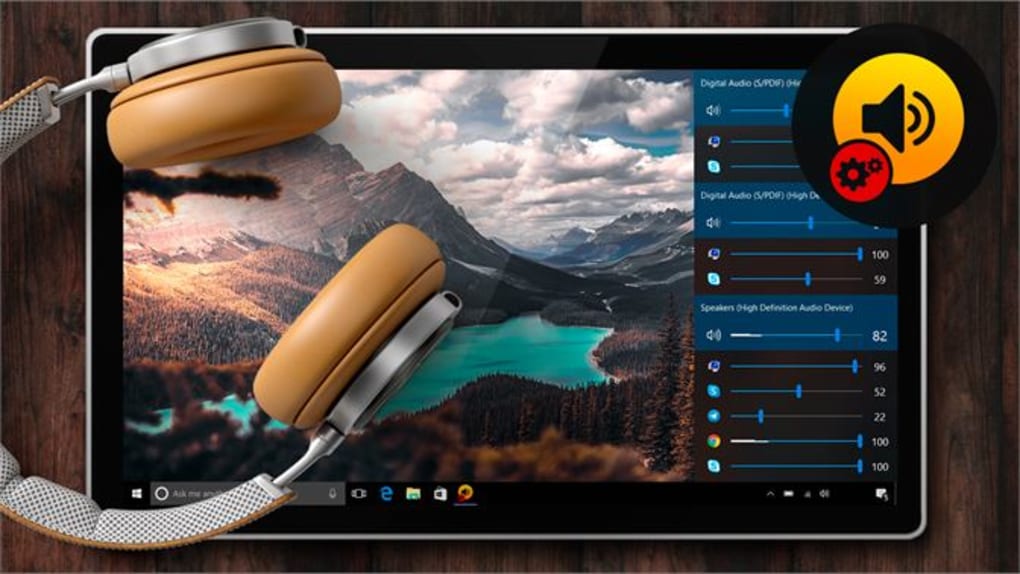 Digital Audio (S/PDIF) (Hi
Digital Audio (S/PDIF) (High De
100
59
Speakers (High Definition Audio Device)
82
96
52
22
100
100
Ask me any